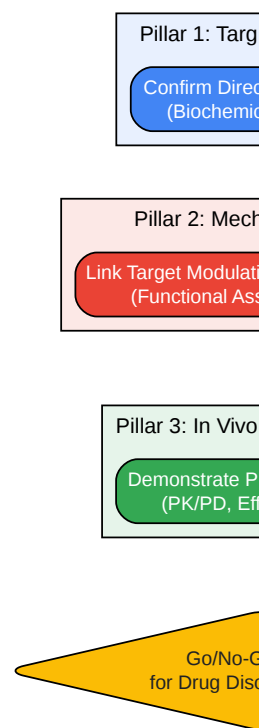 Pillar 1: Targ
Confirm Direc
(Biochemic
Pillar 2: Mech
Link Target Modulati
(Functional Ass
Pillar 3: In Vivo
Demonstrate P
(PK/PD, Eff
Go/No-G
for Drug Disc